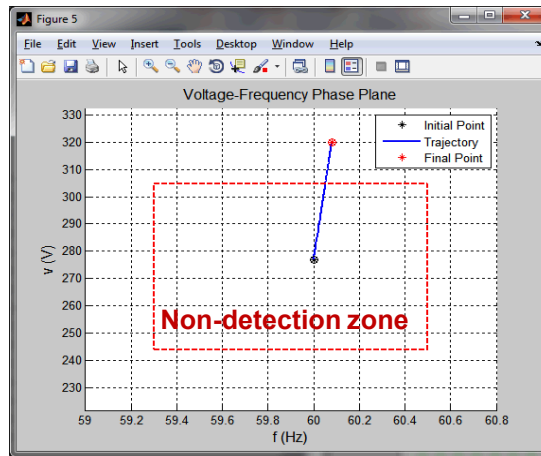 Figure 5
File Edit View Insert Tools Desktop Window Help
Voltage-Frequency Phase Plane
Initial Point
Trajectory
Final Point
330
320
310
300
290
280
270
260
250
240
230
v (V)
Non-detection zone
59 59.2 59.4 59.6 59.8 60 60.2 60.4 60.6 60.8
f (Hz)